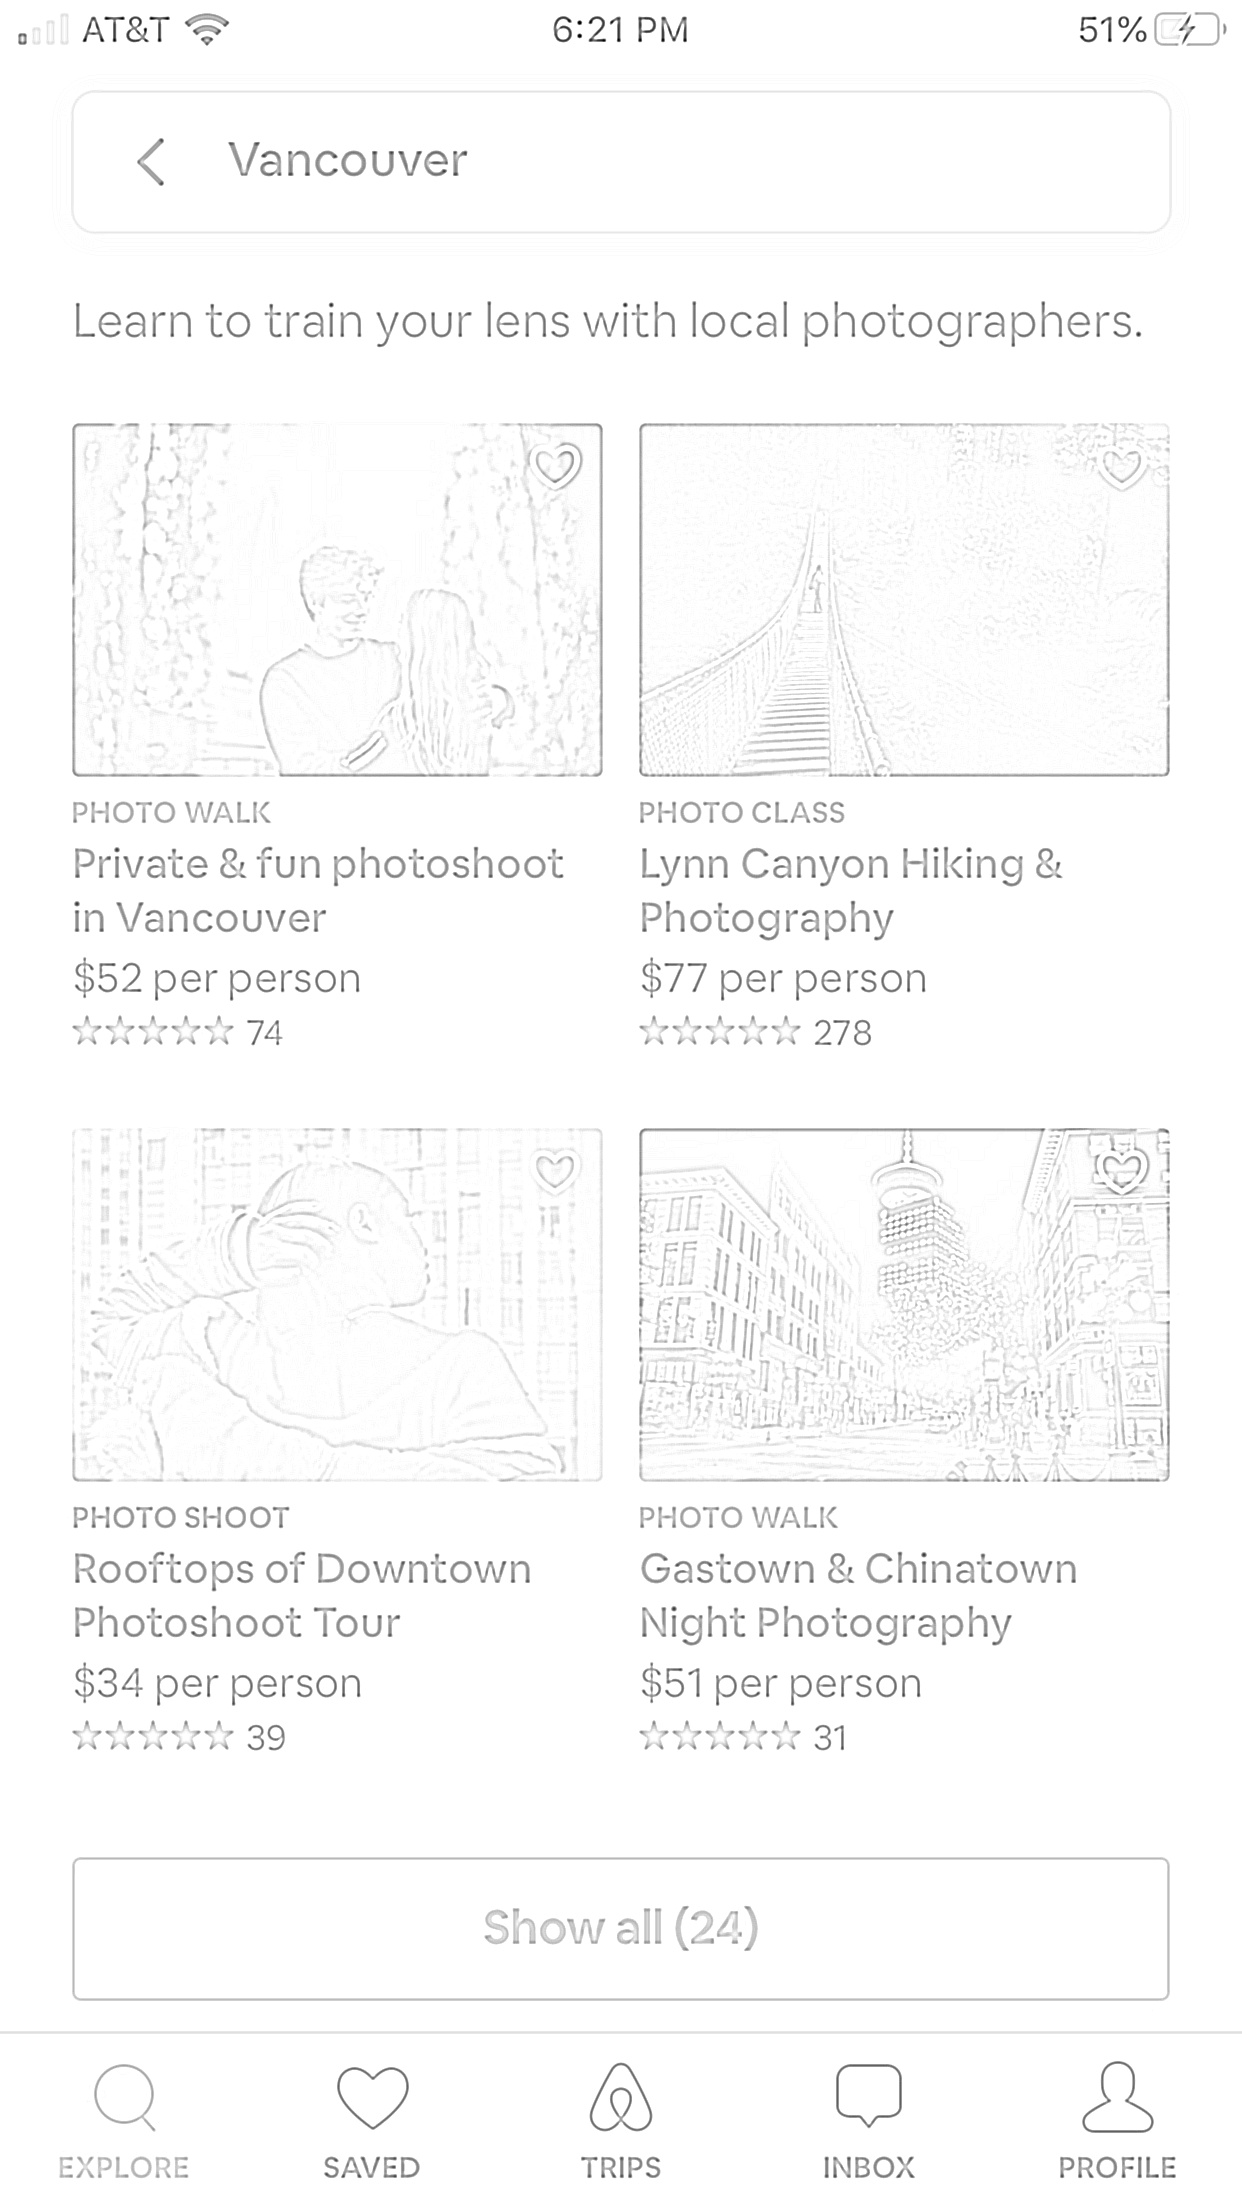 AT&T 6:21 PM 51%
Vancouver
Learn to train your lens with local photographers.
PHOTO WALK
Private & fun photoshoot
in Vancouver
$52 per person
74
PHOTO CLASS
Lynn Canyon Hiking &
Photography
$77 per person
278
PHOTO SHOOT
Rooftops of Downtown
Photoshoot Tour
$34 per person
39
PHOTO WALK
Gastown & Chinatown
Night Photography
$51 per person
31
Show all (24)
EXPLORE SAVED TRIPS INBOX PROFILE